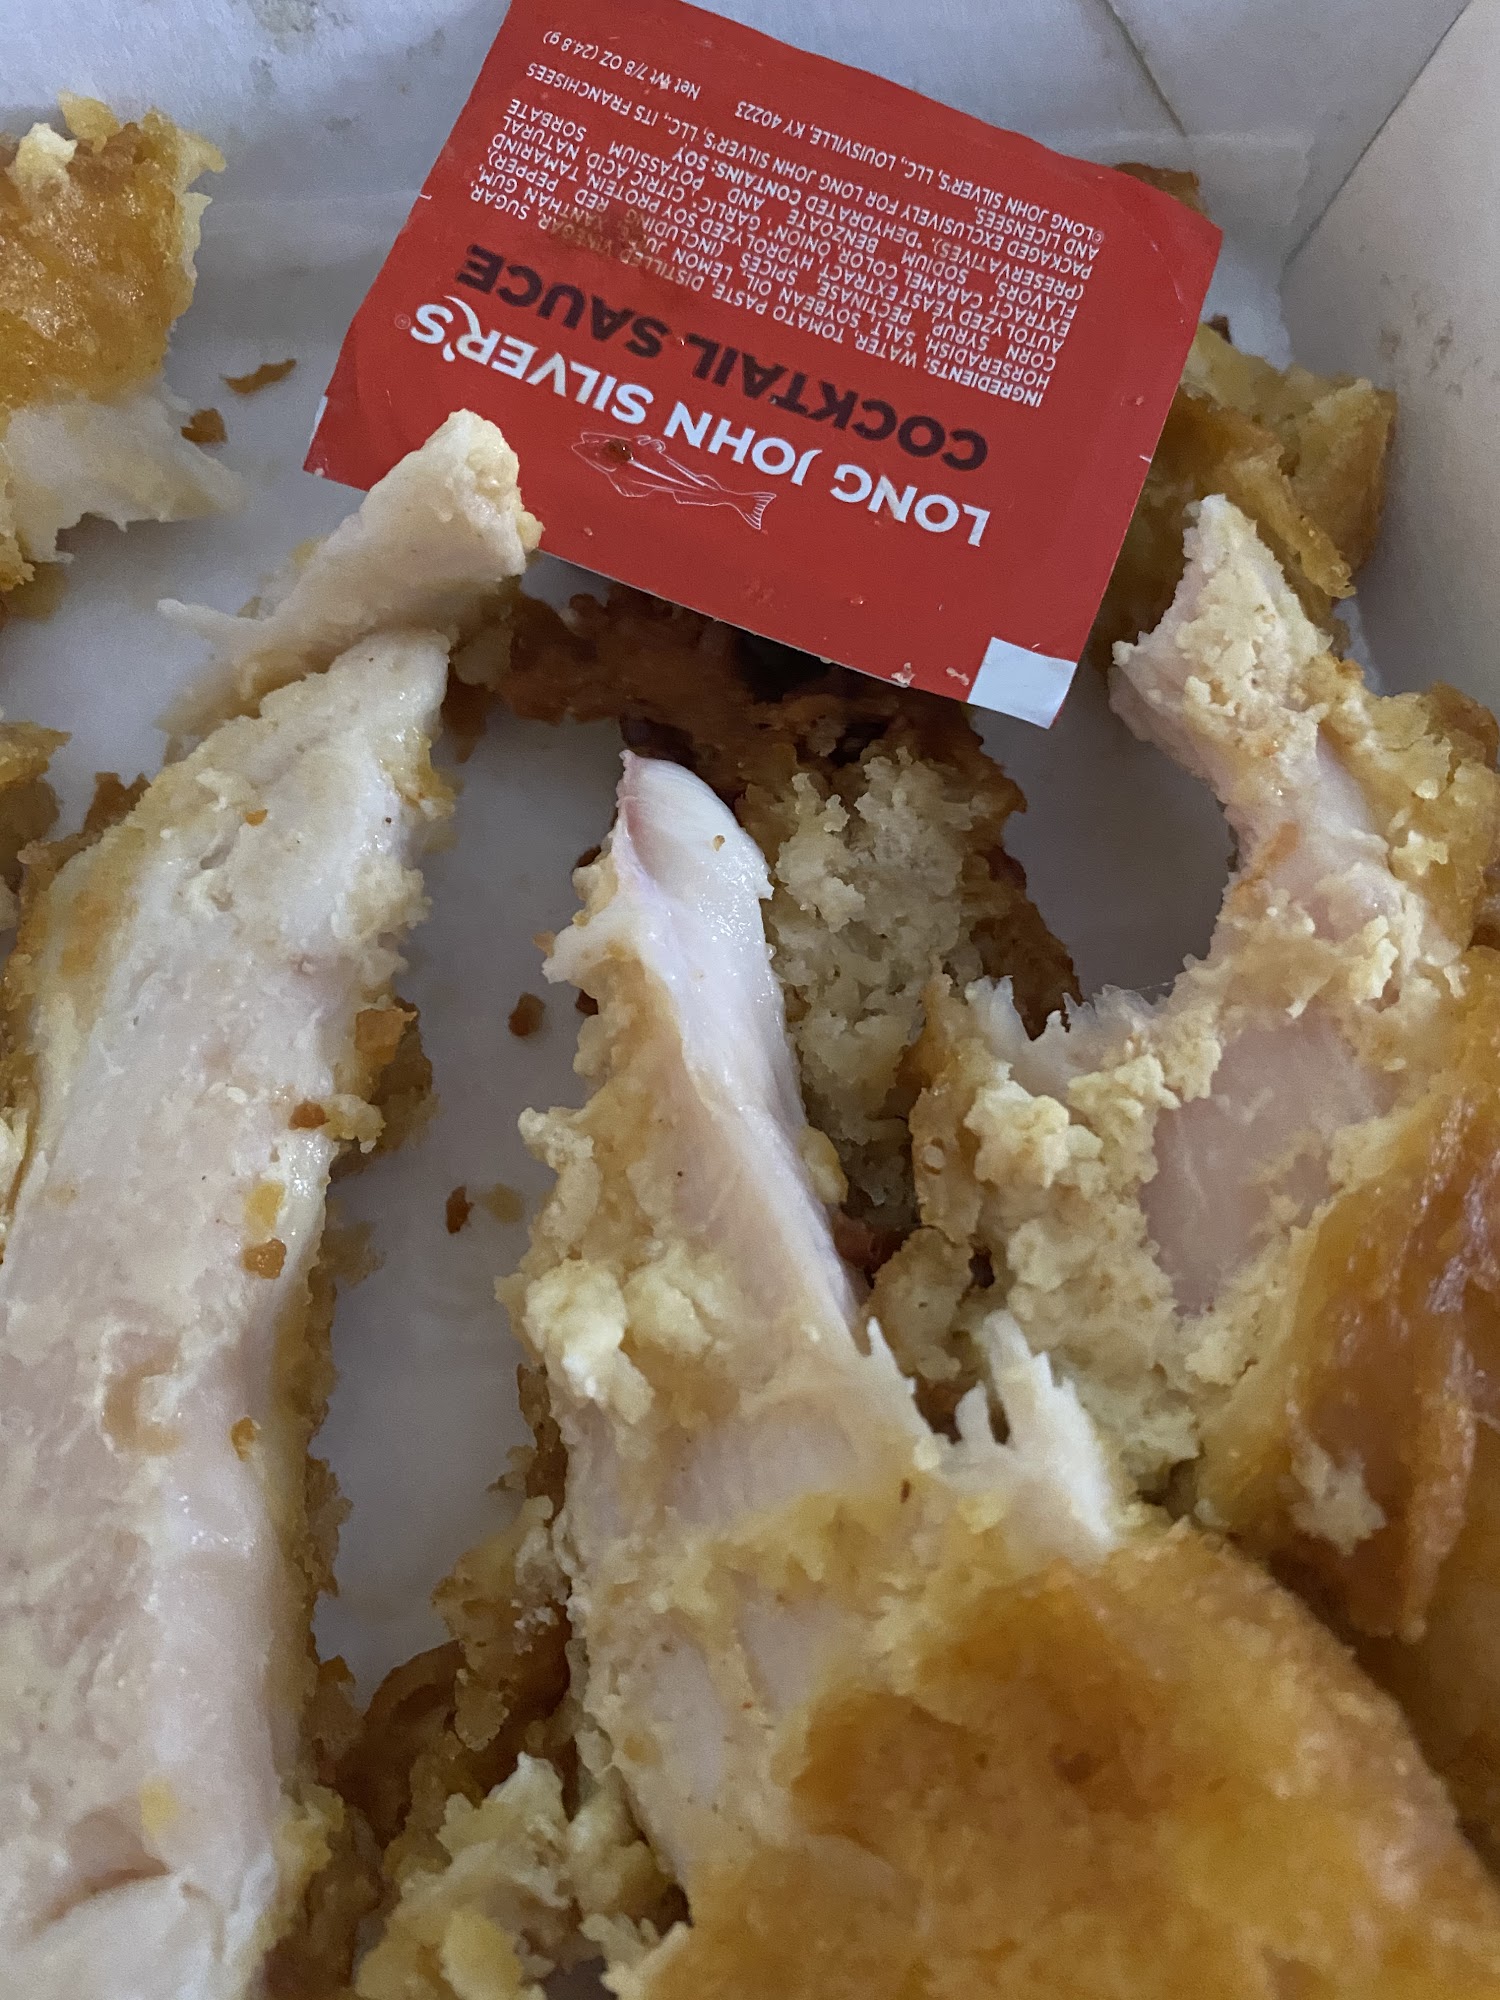 LONG JOHN SILVER'S®
COCKTAIL SAUCE
INGREDIENTS: WATER, TOMATO PASTE, DISTILLED VINEGAR, SUGAR,
HORSERADISH, SALT, SOYBEAN OIL, LEMON XANTHAN GUM,
CORN SYRUP, PECTINASE, SPICES (INCLUDING RED PEPPER)
AUTOLYZED YEAST EXTRACT, HYDROLYZED SOY PROTEIN, TAMARIND
EXTRACT, CARAMEL COLOR, ONION*, GARLIC, CITRIC ACID, NATURAL
FLAVORS, SODIUM BENZOATE AND POTASSIUM SORBATE
(PRESERVATIVES). *DEHYDRATED CONTAINS: SOY
PACKAGED EXCLUSIVELY FOR LONG JOHN SILVER'S, LLC., ITS FRANCHISEES
AND LICENSEES.
©LONG JOHN SILVER'S, LLC., LOUISVILLE, KY 40223 Net Wt 7/8 OZ (24.8 g)